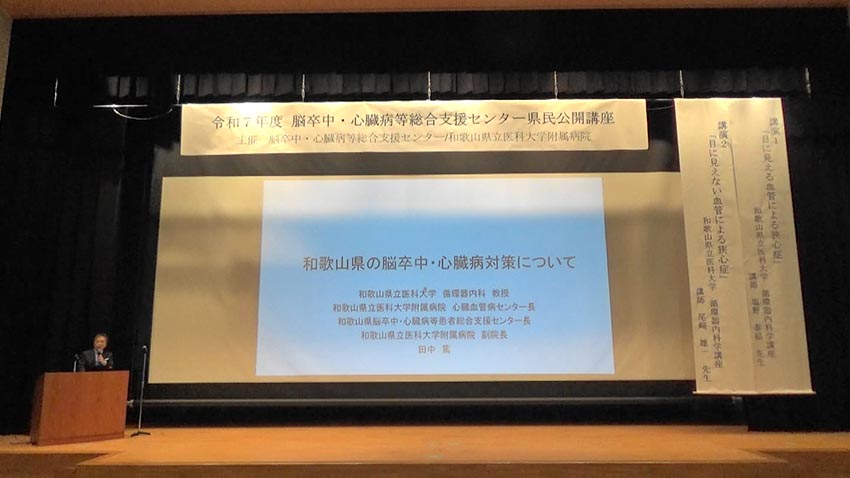 令和7年度 脳卒中・心臓病等総合支援センター県民公開講座
主催 脳卒中・心臓病等総合支援センター/和歌山県立医科大学附属病院
和歌山県の脳卒中・心臓病対策について
和歌山県立医科大学 循環器内科 教授
和歌山県立医科大学附属病院 心臓血管病センター長
和歌山県脳卒中・心臓病等患者総合支援センター長
和歌山県立医科大学附属病院 副院長
田中 篤
講演1
「目に見える血管による狭心症」
和歌山県立医科大学 循環器内科学講座
講師 塩野 泰紹 先生
講演2
「目に見えない血管による狭心症」
和歌山県立医科大学 循環器内科学講座
講師 尾﨑 雄一 先生